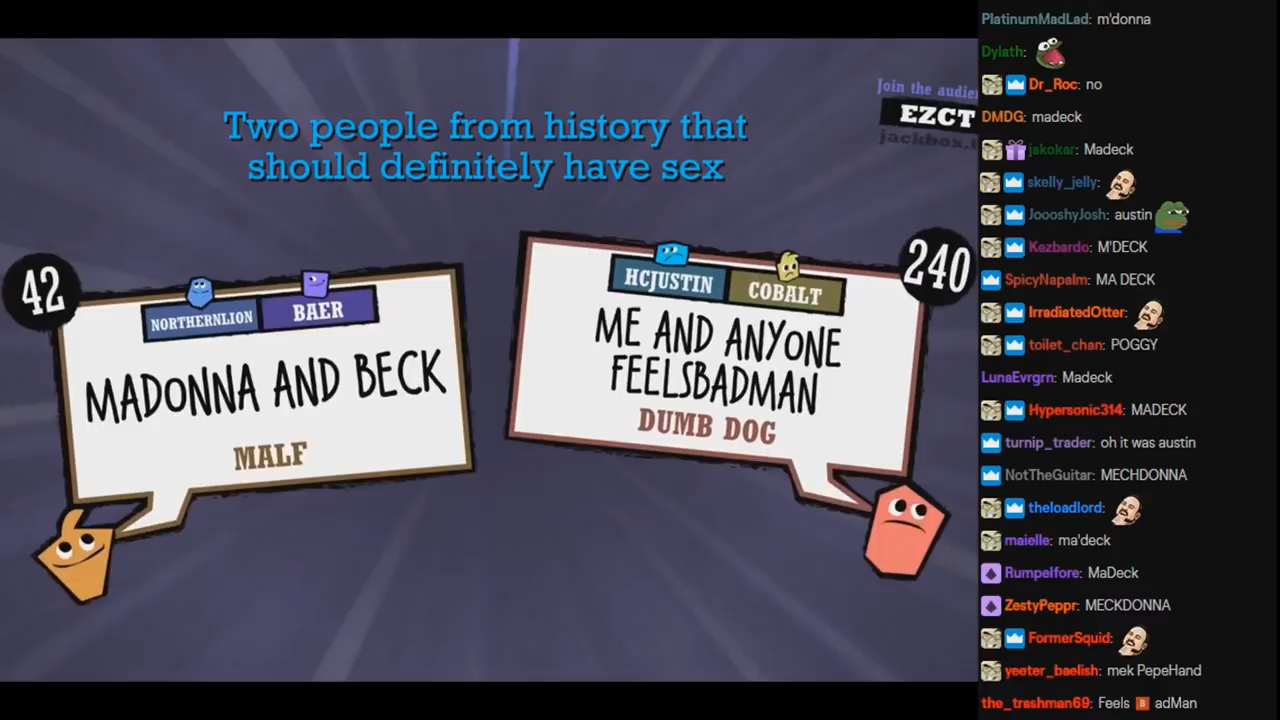 Two people from history that
should definitely have sex
Join the audien
EZCT
jackbox.t
42
NORTHERNLION
BAER
MADONNA AND BECK
MALF
240
HCJUSTIN
COBALT
ME AND ANYONE
FEELSBADMAN
DUMB DOG
PlatinumMadLad: m'donna
Dylath:
Dr_Roc: no
DMDG: madeck
jakokar: Madeck
skelly_jelly:
JoooshyJosh: austin
Kezbardo: M'DECK
SpicyNapalm: MA DECK
IrradiatedOtter:
toilet_chan: POGGY
LunaEvrgrn: Madeck
Hypersonic314: MADECK
turnip_trader: oh it was austin
NotTheGuitar: MECHDONNA
theloadlord:
maielle: ma'deck
Rumpelfore: MaDeck
ZestyPeppr: MECKDONNA
FormerSquid:
yeeter_baelish: mek PepeHand
the_trashman69: Feels B adMan